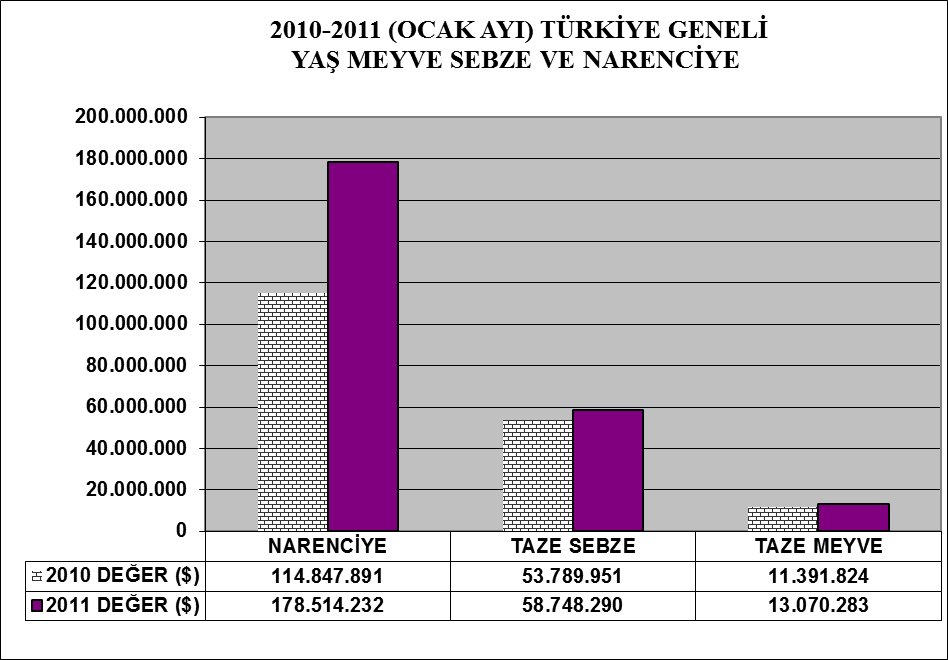 2010-2011 (OCAK AYI) TÜRKİYE GENELİ
YAŞ MEYVE SEBZE VE NARENCİYE
200.000.000
180.000.000
160.000.000
140.000.000
120.000.000
100.000.000
80.000.000
60.000.000
40.000.000
20.000.000
0
NARENCİYE TAZE SEBZE TAZE MEYVE
2010 DEĞER ($) 114.847.891 53.789.951 11.391.824
2011 DEĞER ($) 178.514.232 58.748.290 13.070.283